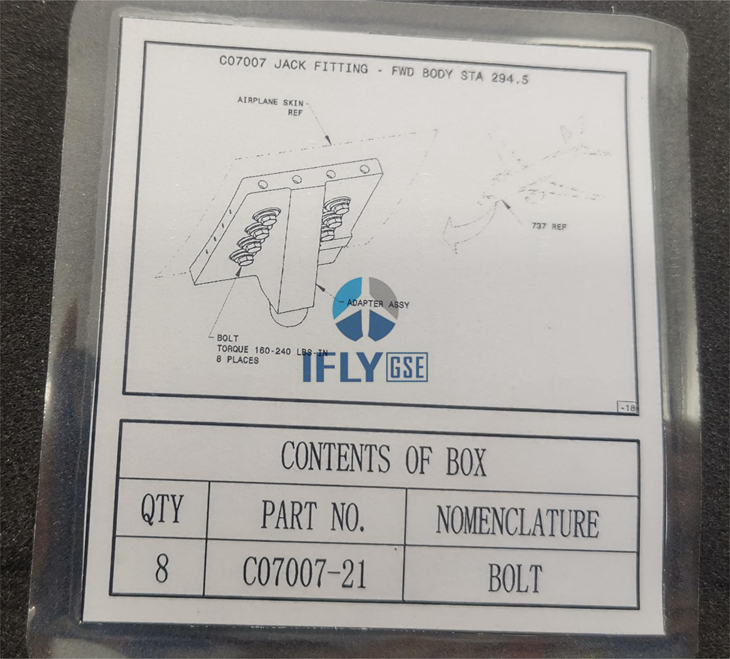 C07007 JACK FITTING - FWD BODY STA 294.5
AIRPLANE SKIN
REF
737 REF
ADAPTER ASSY
BOLT
TORQUE 160-240 LBS-IN
8 PLACES
IFLY GSE
-18
CONTENTS OF BOX
QTY PART NO. NOMENCLATURE
8 C07007-21 BOLT